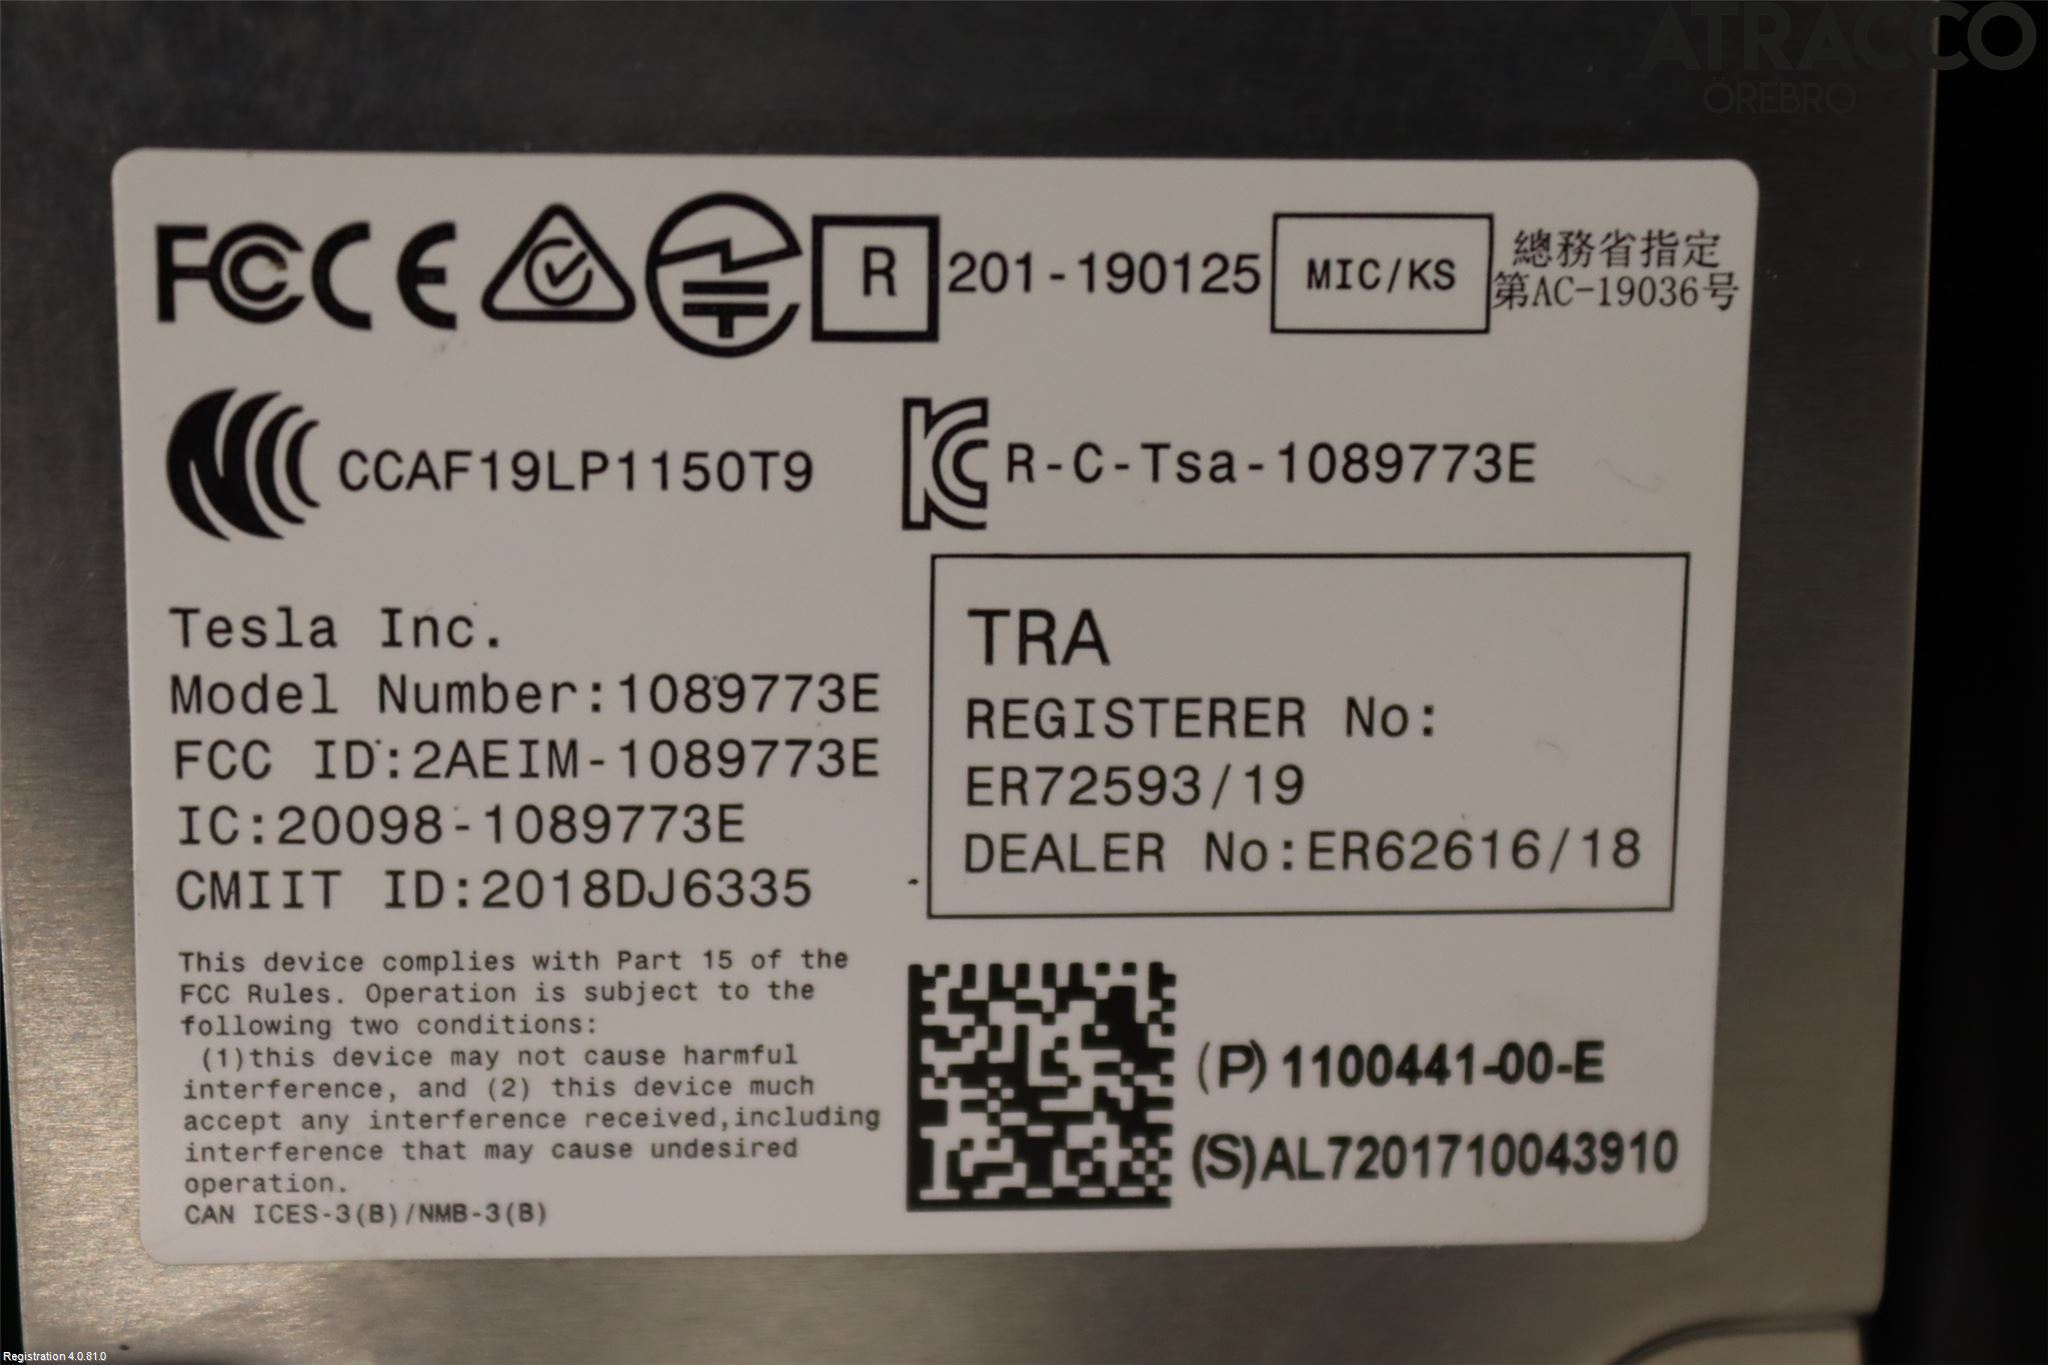 ATRACCO
ÖREBRO
FCC CE R 201-190125 MIC/KS 總務省指定
第AC-19036号
CCAF19LP1150T9
KC R-C-Tsa-1089773E
Tesla Inc.
Model Number:1089773E
FCC ID:2AEIM-1089773E
IC:20098-1089773E
CMIIT ID:2018DJ6335
TRA
REGISTERER No:
ER72593/19
DEALER No:ER62616/18
This device complies with Part 15 of the
FCC Rules. Operation is subject to the
following two conditions:
(1)this device may not cause harmful
interference, and (2) this device much
accept any interference received,including
interference that may cause undesired
operation.
CAN ICES-3(B)/NMB-3(B)
(P) 1100441-00-E
(S)AL7201710043910
Registration 4.0.81.0